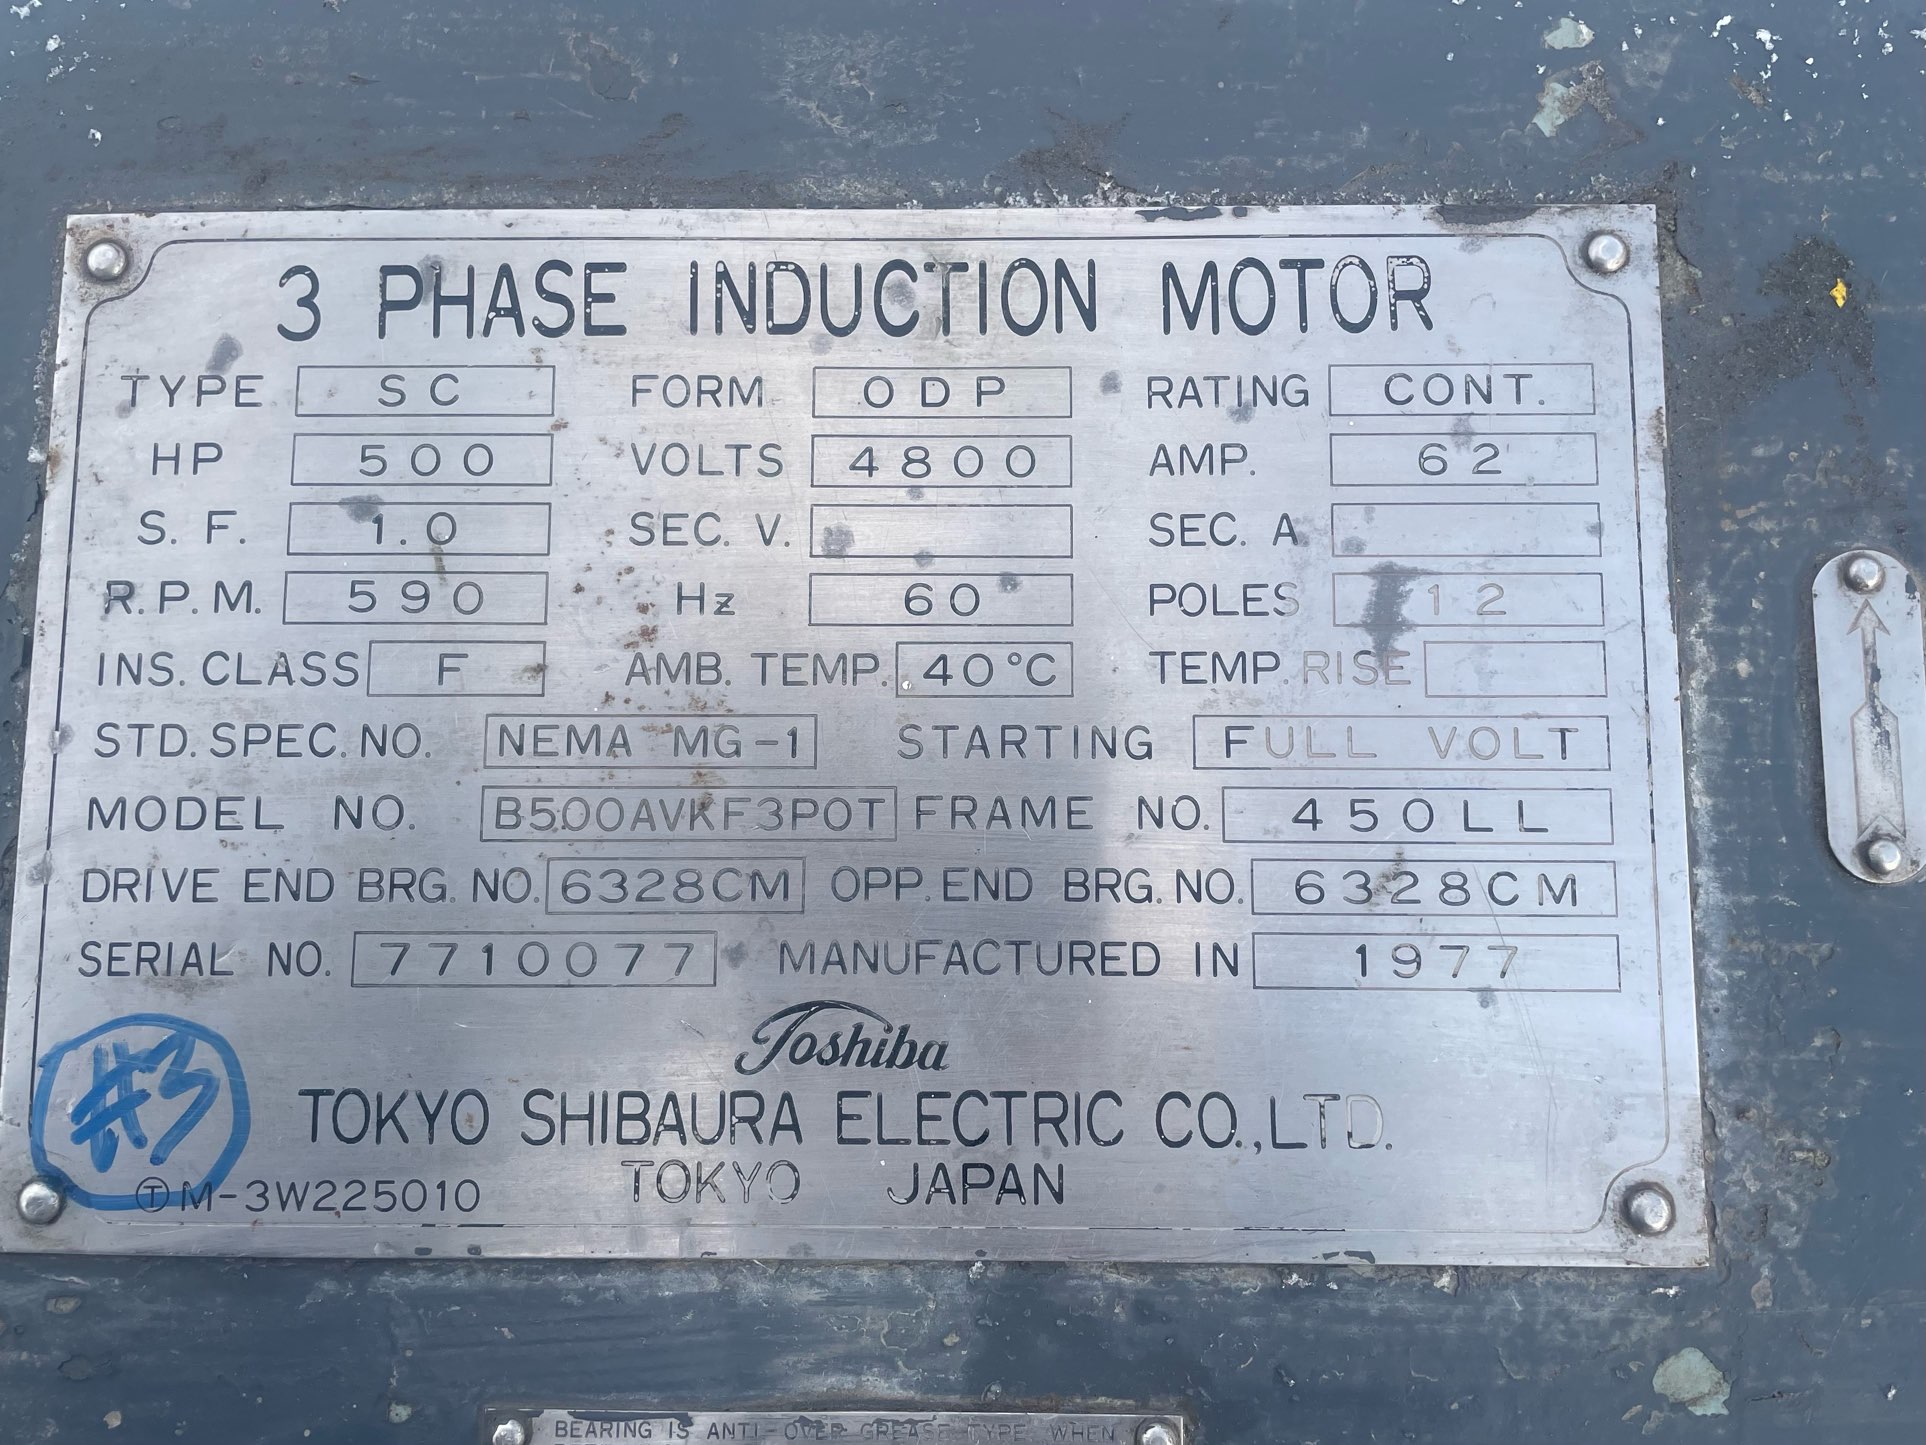 3 PHASE INDUCTION MOTOR
TYPE SC FORM ODP RATING CONT.
HP 500 VOLTS 4800 AMP. 62
S. F. 1.0 SEC. V. SEC. A
R.P.M. 590 Hz 60 POLES 12
INS. CLASS F AMB. TEMP. 40°C TEMP. RISE
STD. SPEC. NO. NEMA MG-1 STARTING FULL VOLT
MODEL NO. B500AVKF3POT FRAME NO. 450LL
DRIVE END BRG. NO. 6328CM OPP. END BRG. NO. 6328CM
SERIAL NO. 7710077 MANUFACTURED IN 1977
Toshiba
#3
TOKYO SHIBAURA ELECTRIC CO., LTD.
TOKYO JAPAN
Ⓣ M-3W225010
BEARING IS ANTI-OVER GREASE TYPE. WHEN